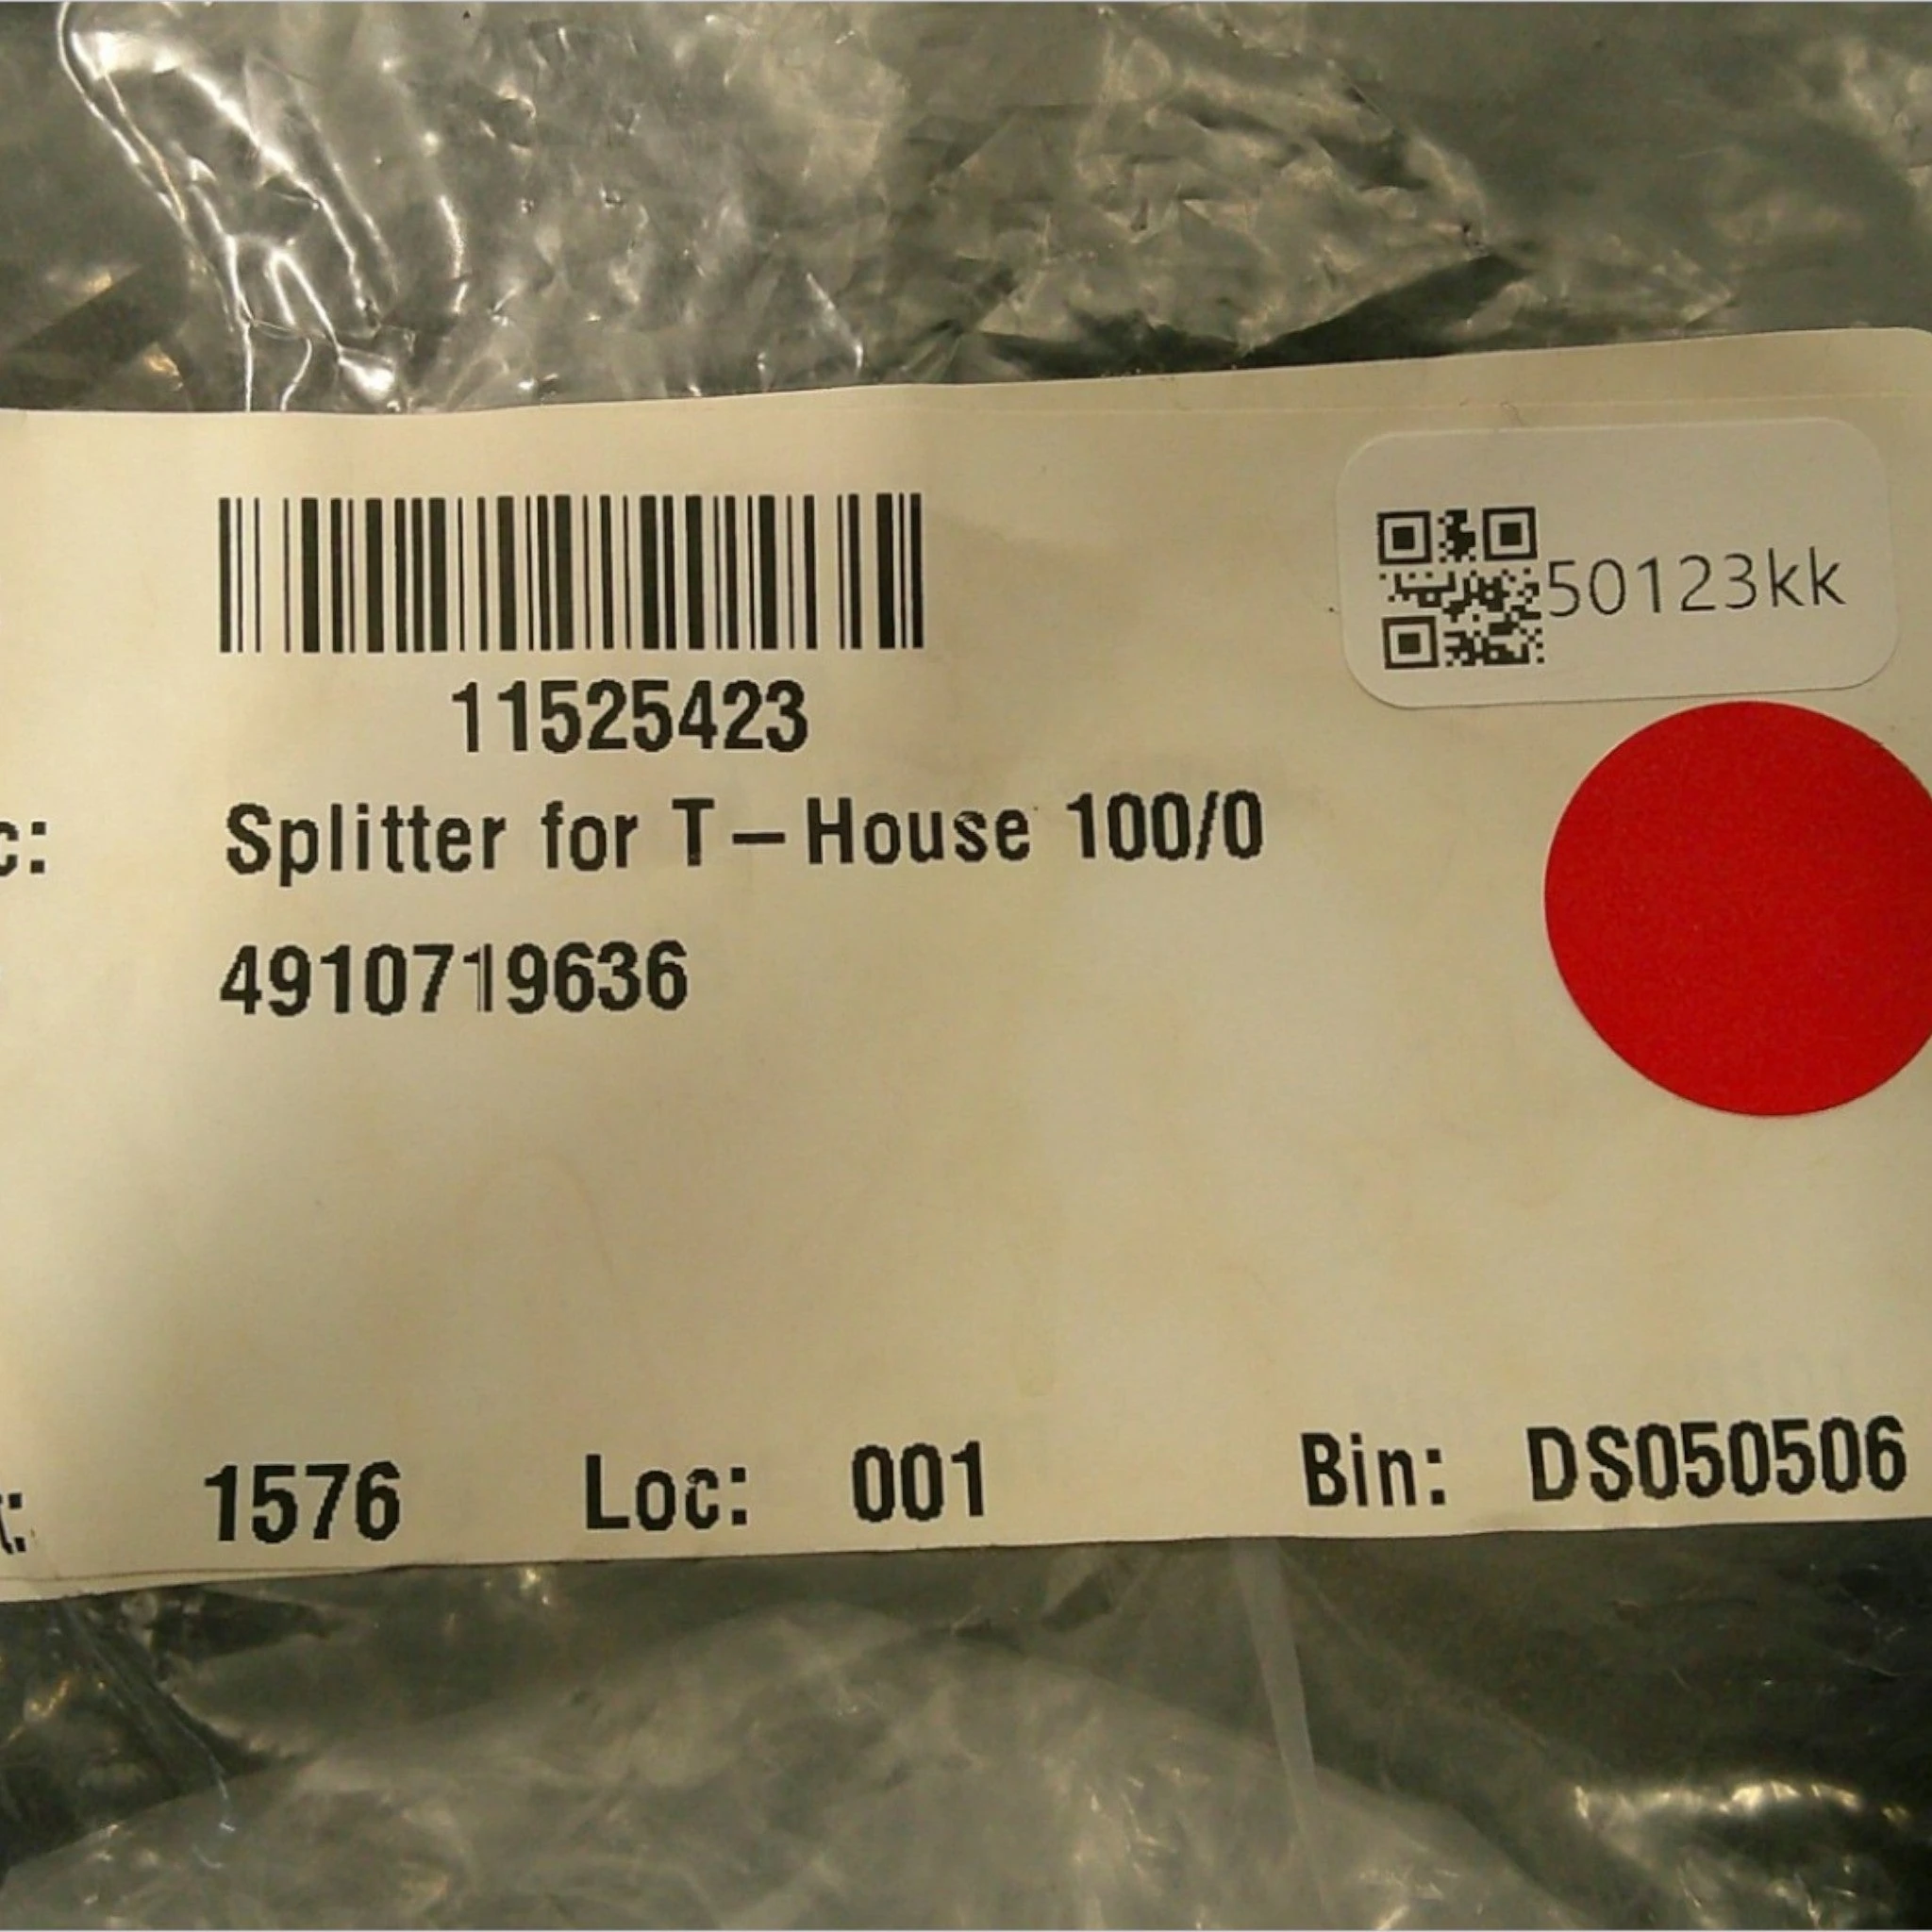 50123kk
11525423
c: Splitter for T-House 100/0
4910719636
t: 1576 Loc: 001 Bin: DS050506